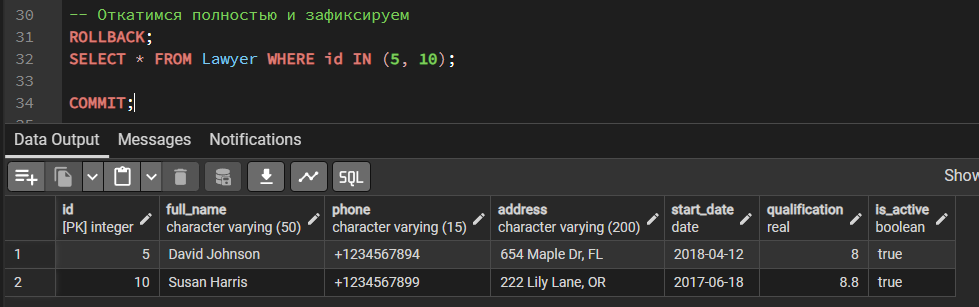 30 -- Откатимся полностью и зафиксируем
31 ROLLBACK;
32 SELECT * FROM Lawyer WHERE id IN (5, 10);
33
34 COMMIT;
Data Output Messages Notifications
SQL Show
id full_name phone address start_date qualification is_active
[PK] integer character varying (50) character varying (15) character varying (200) date real boolean
1 5 David Johnson +1234567894 654 Maple Dr, FL 2018-04-12 8 true
2 10 Susan Harris +1234567899 222 Lily Lane, OR 2017-06-18 8.8 true